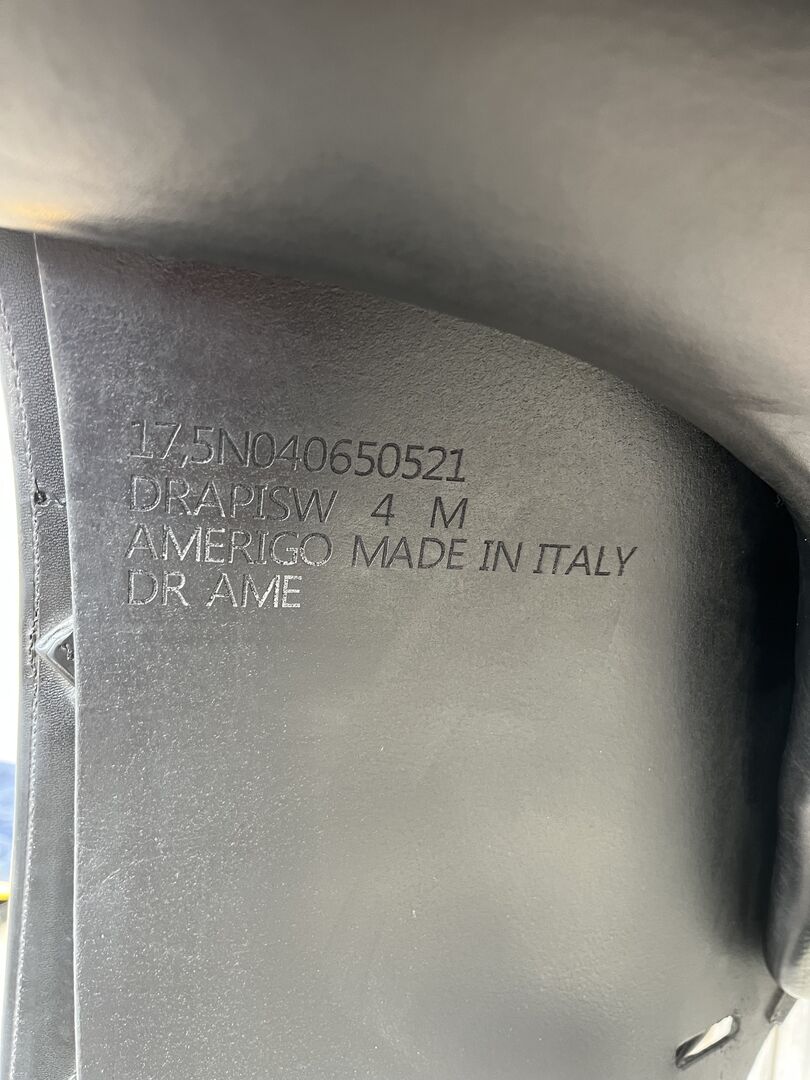 17,5N040650521
DRAPISW 4 M
AMERIGO MADE IN ITALY
DR AME